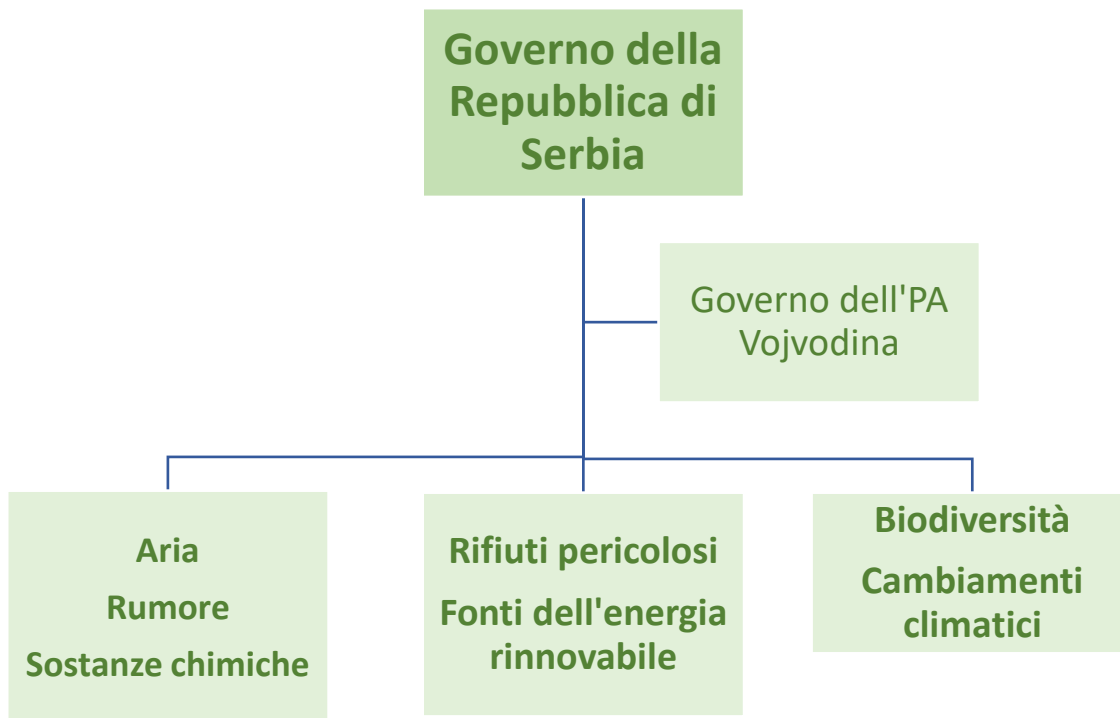 Governo della
Repubblica di
Serbia
Governo dell'PA
Vojvodina
Aria
Rumore
Sostanze chimiche
Rifiuti pericolosi
Fonti dell'energia
rinnovabile
Biodiversità
Cambiamenti
climatici